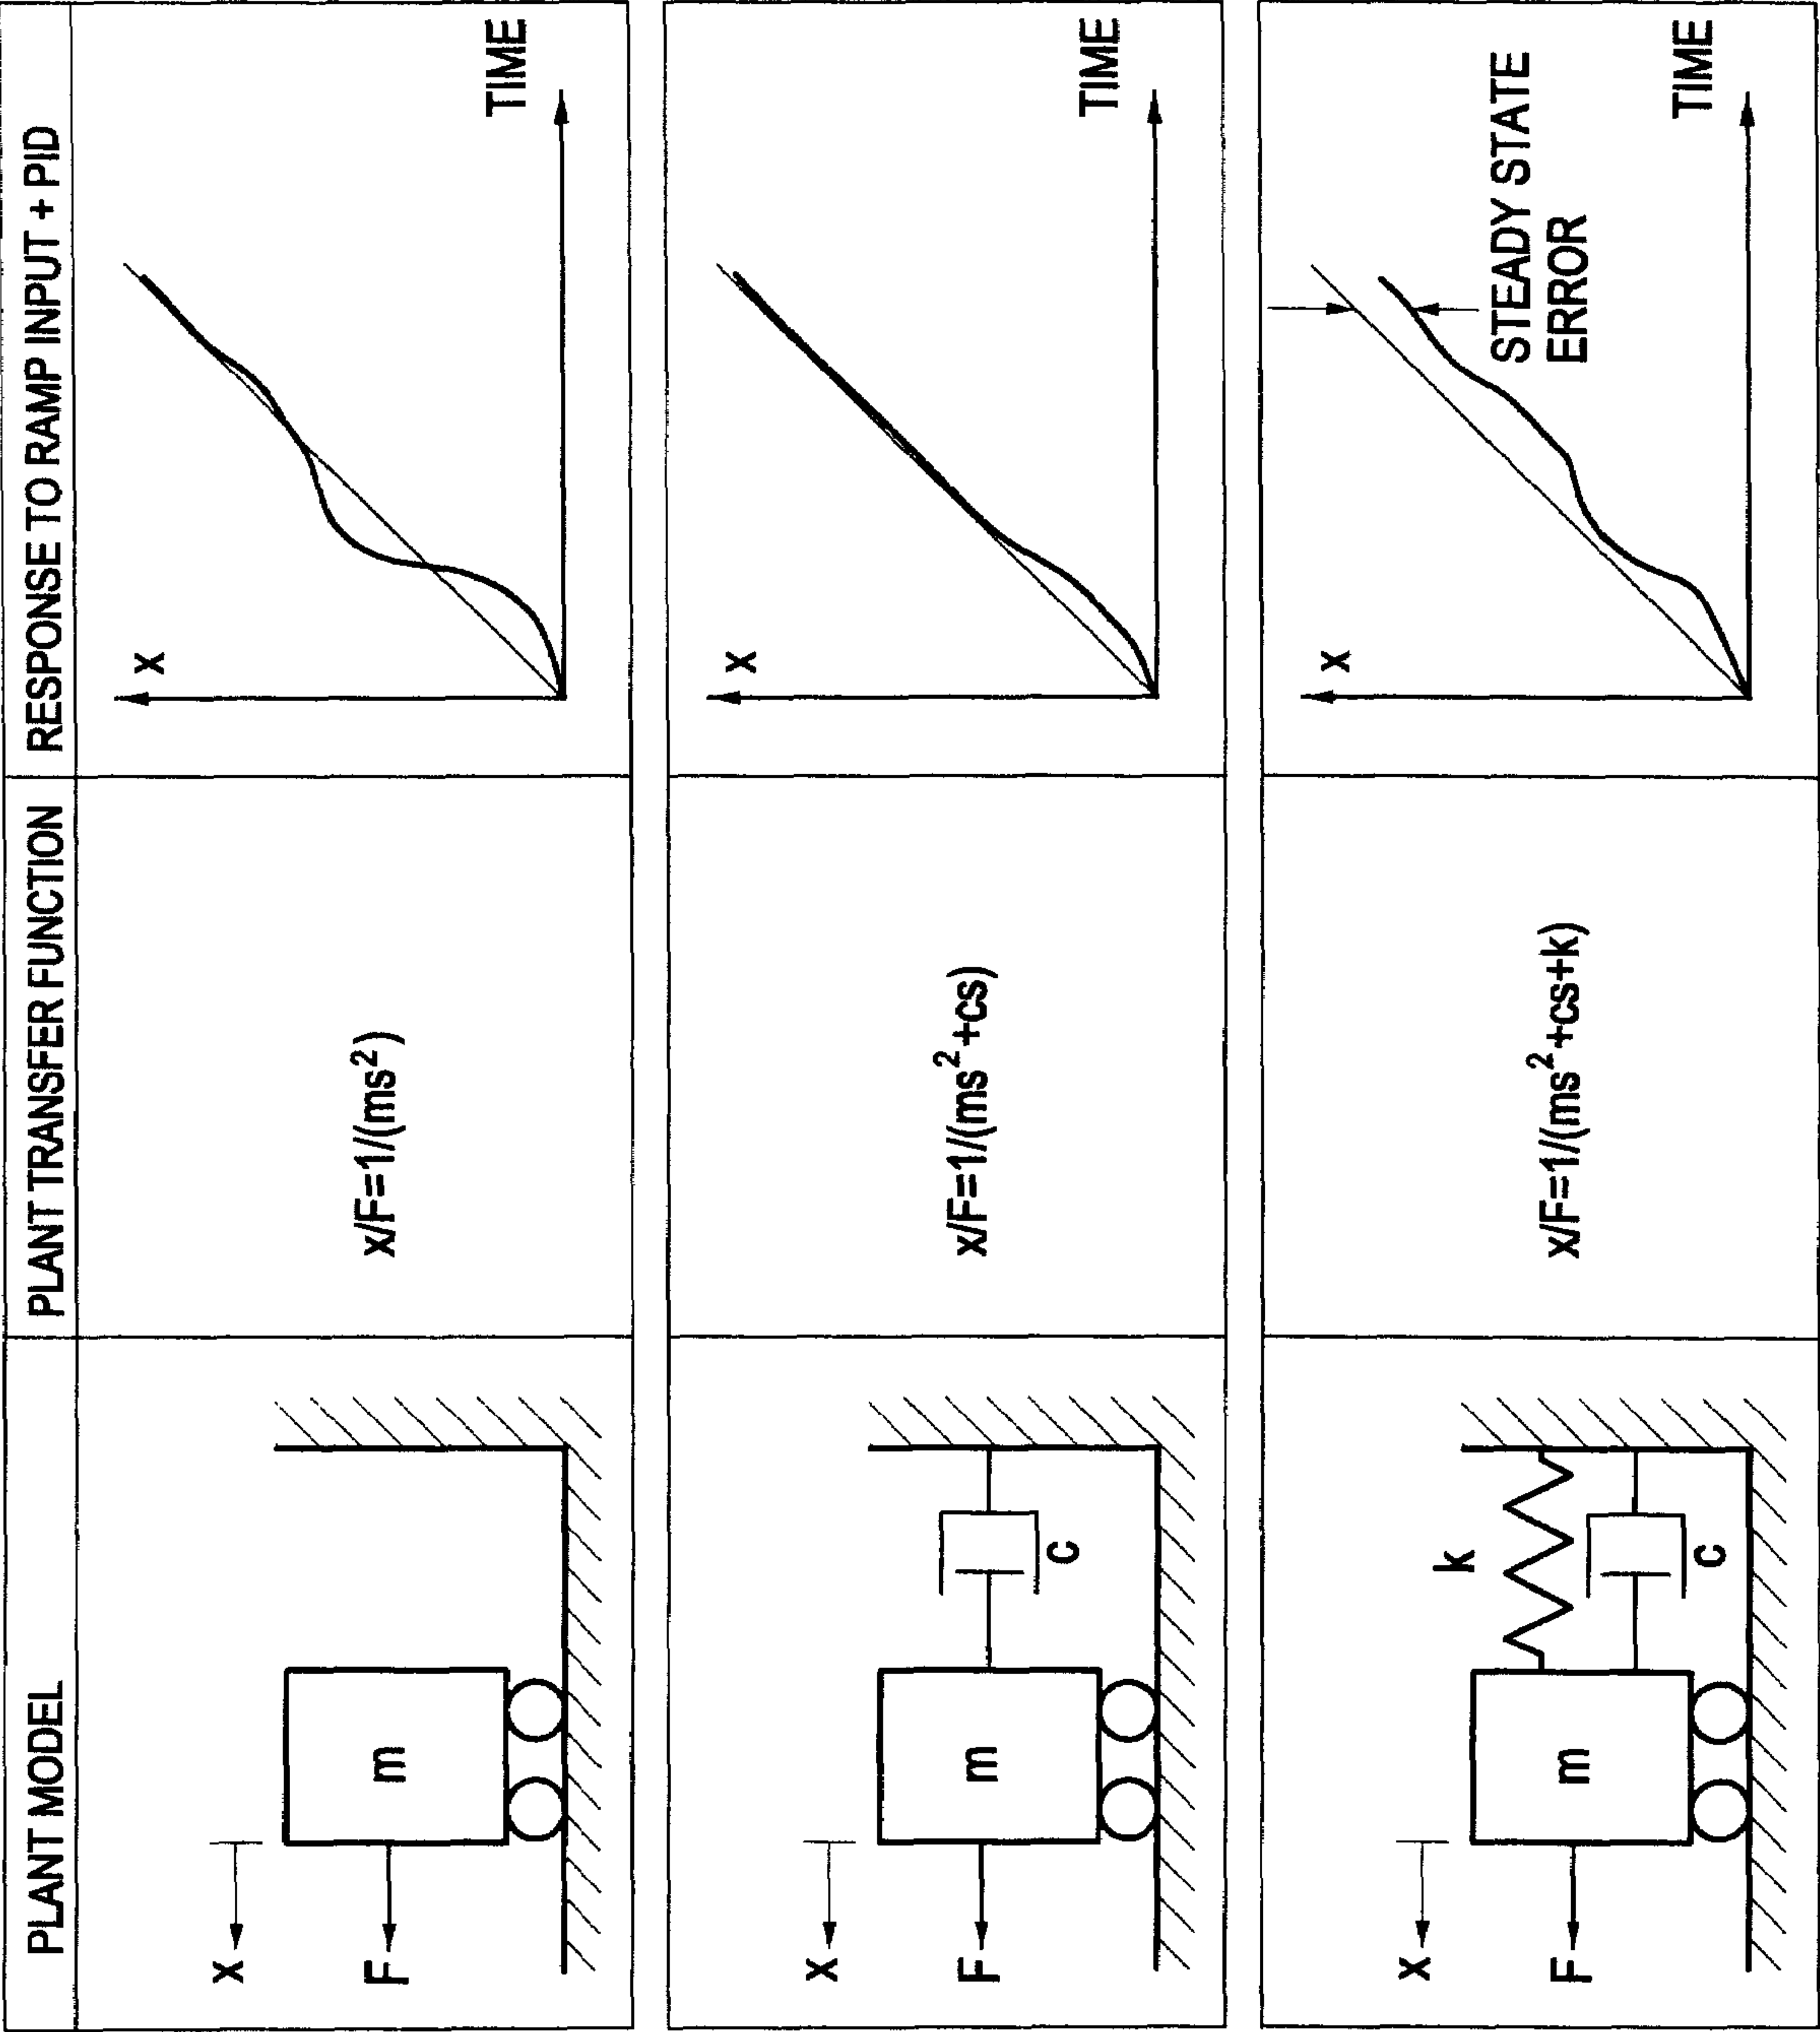 PLANT MODEL
PLANT TRANSFER FUNCTION
RESPONSE TO RAMP INPUT + PID
X
F
m
x/F=1/(ms²)
X
TIME
X
F
m
c
x/F=1/(ms²+cs)
X
TIME
X
F
m
k
c
x/F=1/(ms²+cs+k)
X
STEADY STATE
ERROR
TIME